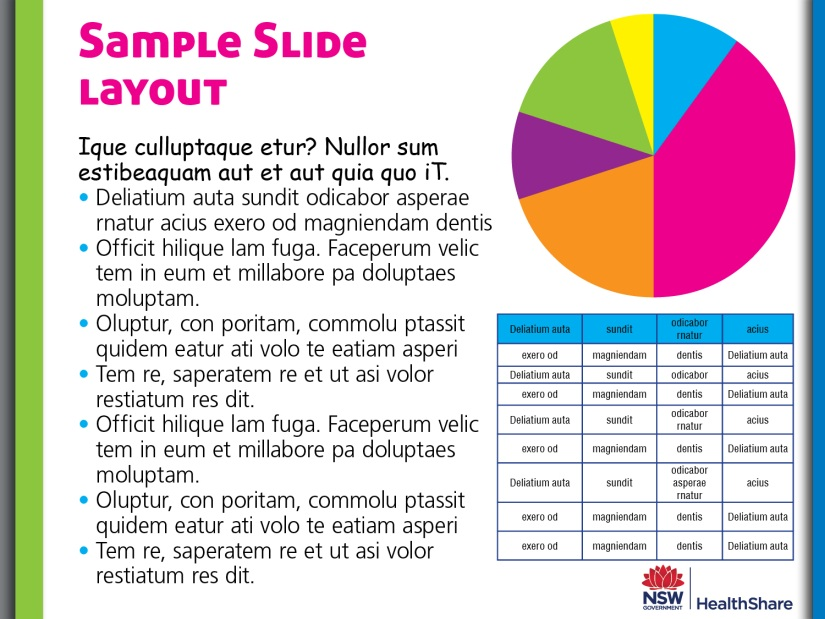 Sample Slide
layout
Ique culluptaque etur? Nullor sum
estibeaquam aut et aut quia quo iT.
• Deliatium auta sundit odicabor asperae
rnatur acius exero od magniendam dentis
• Officit hilique lam fuga. Faceperum velic
tem in eum et millabore pa doluptaes
moluptam.
• Oluptur, con poritam, commolu ptassit
quidem eatur ati volo te eatiam asperi
• Tem re, saperatem re et ut asi volor
restiatum res dit.
• Officit hilique lam fuga. Faceperum velic
tem in eum et millabore pa doluptaes
moluptam.
• Oluptur, con poritam, commolu ptassit
quidem eatur ati volo te eatiam asperi
• Tem re, saperatem re et ut asi volor
restiatum res dit.
Deliatium auta sundit odicabor rnatur acius
exero od magniendam dentis Deliatium auta
Deliatium auta sundit odicabor acius
exero od magniendam dentis Deliatium auta
Deliatium auta sundit odicabor rnatur acius
exero od magniendam dentis Deliatium auta
Deliatium auta sundit odicabor asperae rnatur acius
exero od magniendam dentis Deliatium auta
exero od magniendam dentis Deliatium auta
NSW
GOVERNMENT
HealthShare